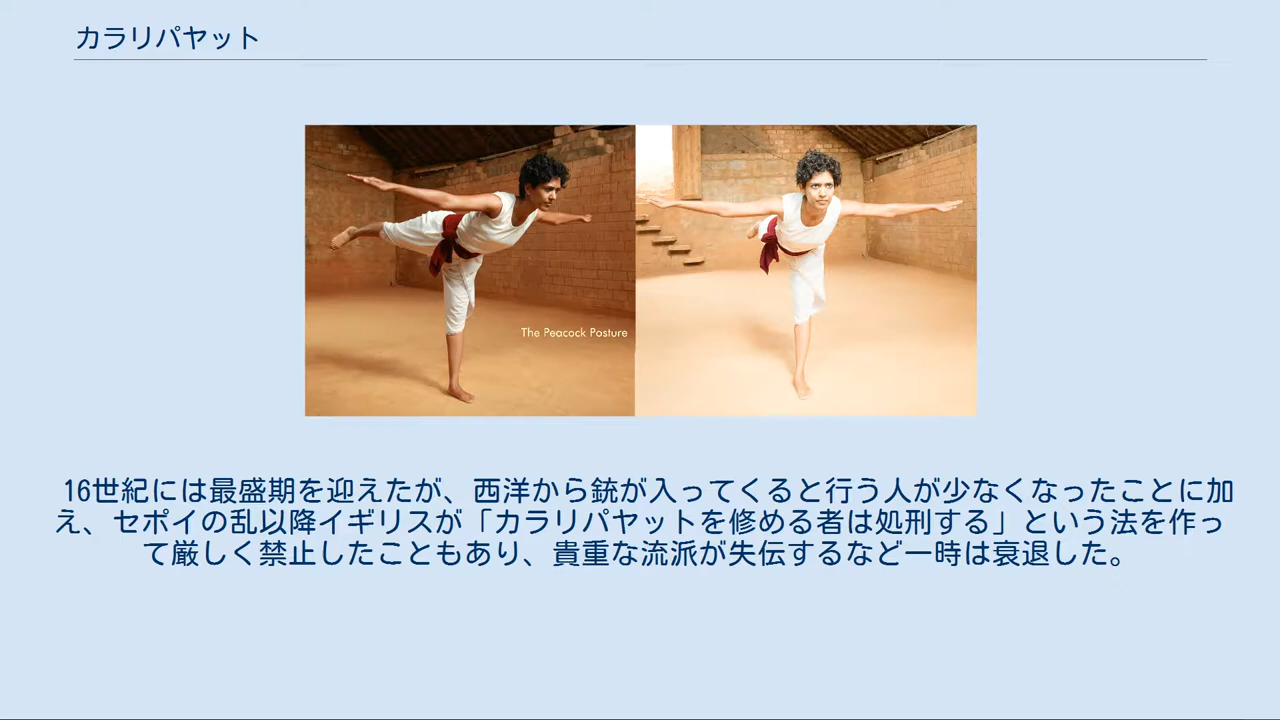 カラリパヤット
The Peacock Posture
16世紀には最盛期を迎えたが、西洋から銃が入ってくると行う人が少なくなったことに加
え、セポイの乱以降イギリスが「カラリパヤットを修める者は処刑する」という法を作っ
て厳しく禁止したこともあり、貴重な流派が失伝するなど一時は衰退した。